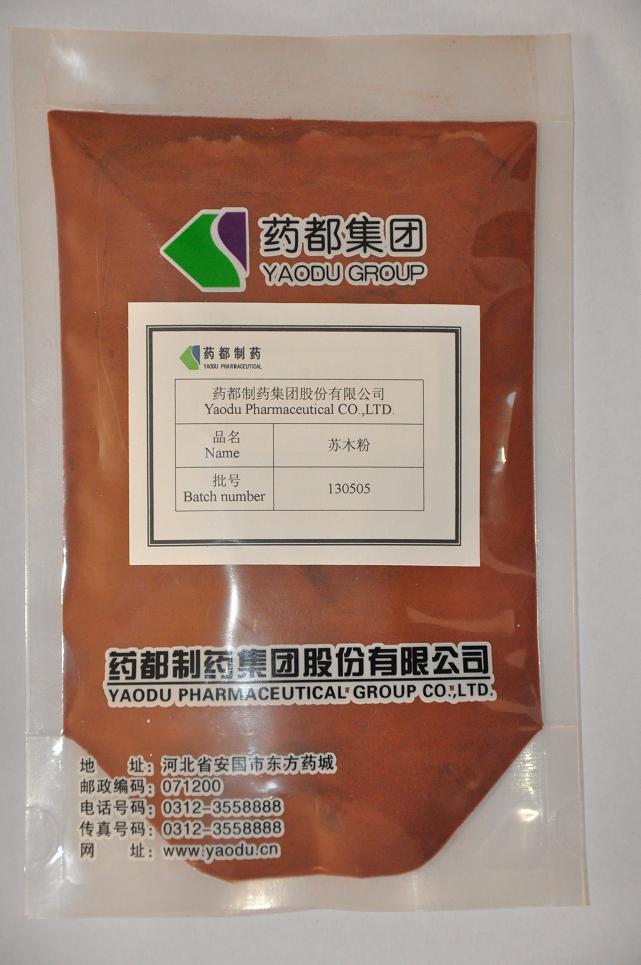 药都集团
YAODU GROUP
药都制药
YAODU PHARMACEUTICAL
药都制药集团股份有限公司
Yaodu Pharmaceutical CO.,LTD.
品名 苏木粉
Name
批号 130505
Batch number
药都制药集团股份有限公司
YAODU PHARMACEUTICAL GROUP CO.,LTD.
地 址：河北省安国市东方药城
邮政编码：071200
电话号码：0312-3558888
传真号码：0312-3558888
网 址：www.yaodu.cn